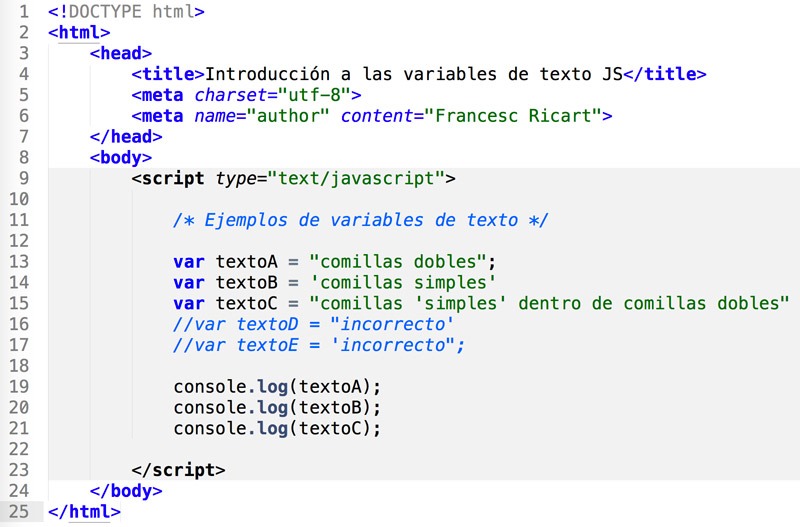 1 <!DOCTYPE html>
2 <html>
3     <head>
4         <title>Introducción a las variables de texto JS</title>
5         <meta charset="utf-8">
6         <meta name="author" content="Francesc Ricart">
7     </head>
8     <body>
9         <script type="text/javascript">
10
11             /* Ejemplos de variables de texto */
12
13             var textoA = "comillas dobles";
14             var textoB = 'comillas simples'
15             var textoC = "comillas 'simples' dentro de comillas dobles"
16             //var textoD = "incorrecto'
17             //var textoE = 'incorrecto";
18
19             console.log(textoA);
20             console.log(textoB);
21             console.log(textoC);
22
23         </script>
24     </body>
25 </html>